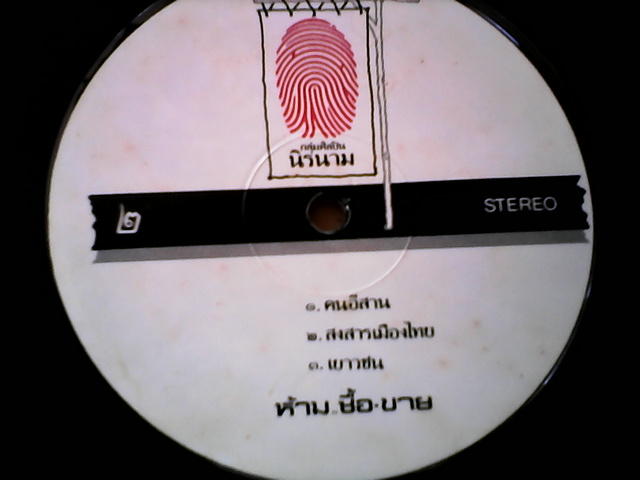 กลุ่มศิลปิน
นิรนาม
๒
STEREO
๑. คนอีสาน
๒. สงสารเมืองไทย
๓. เยาวชน
ห้าม..ซื้อ.ขาย